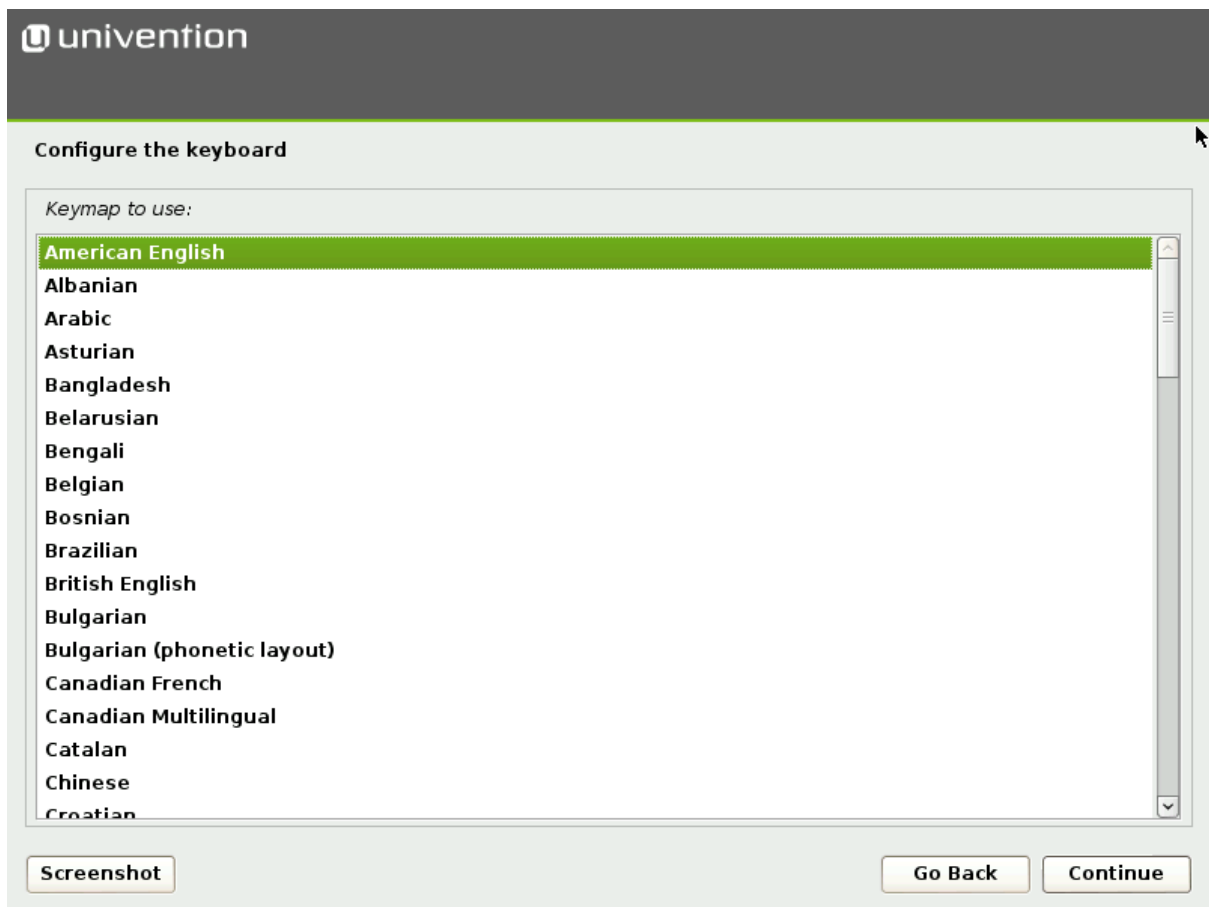 univention
Configure the keyboard
Keymap to use:
American English
Albanian
Arabic
Asturian
Bangladesh
Belarusian
Bengali
Belgian
Bosnian
Brazilian
British English
Bulgarian
Bulgarian (phonetic layout)
Canadian French
Canadian Multilingual
Catalan
Chinese
Croatian
Screenshot
Go Back
Continue